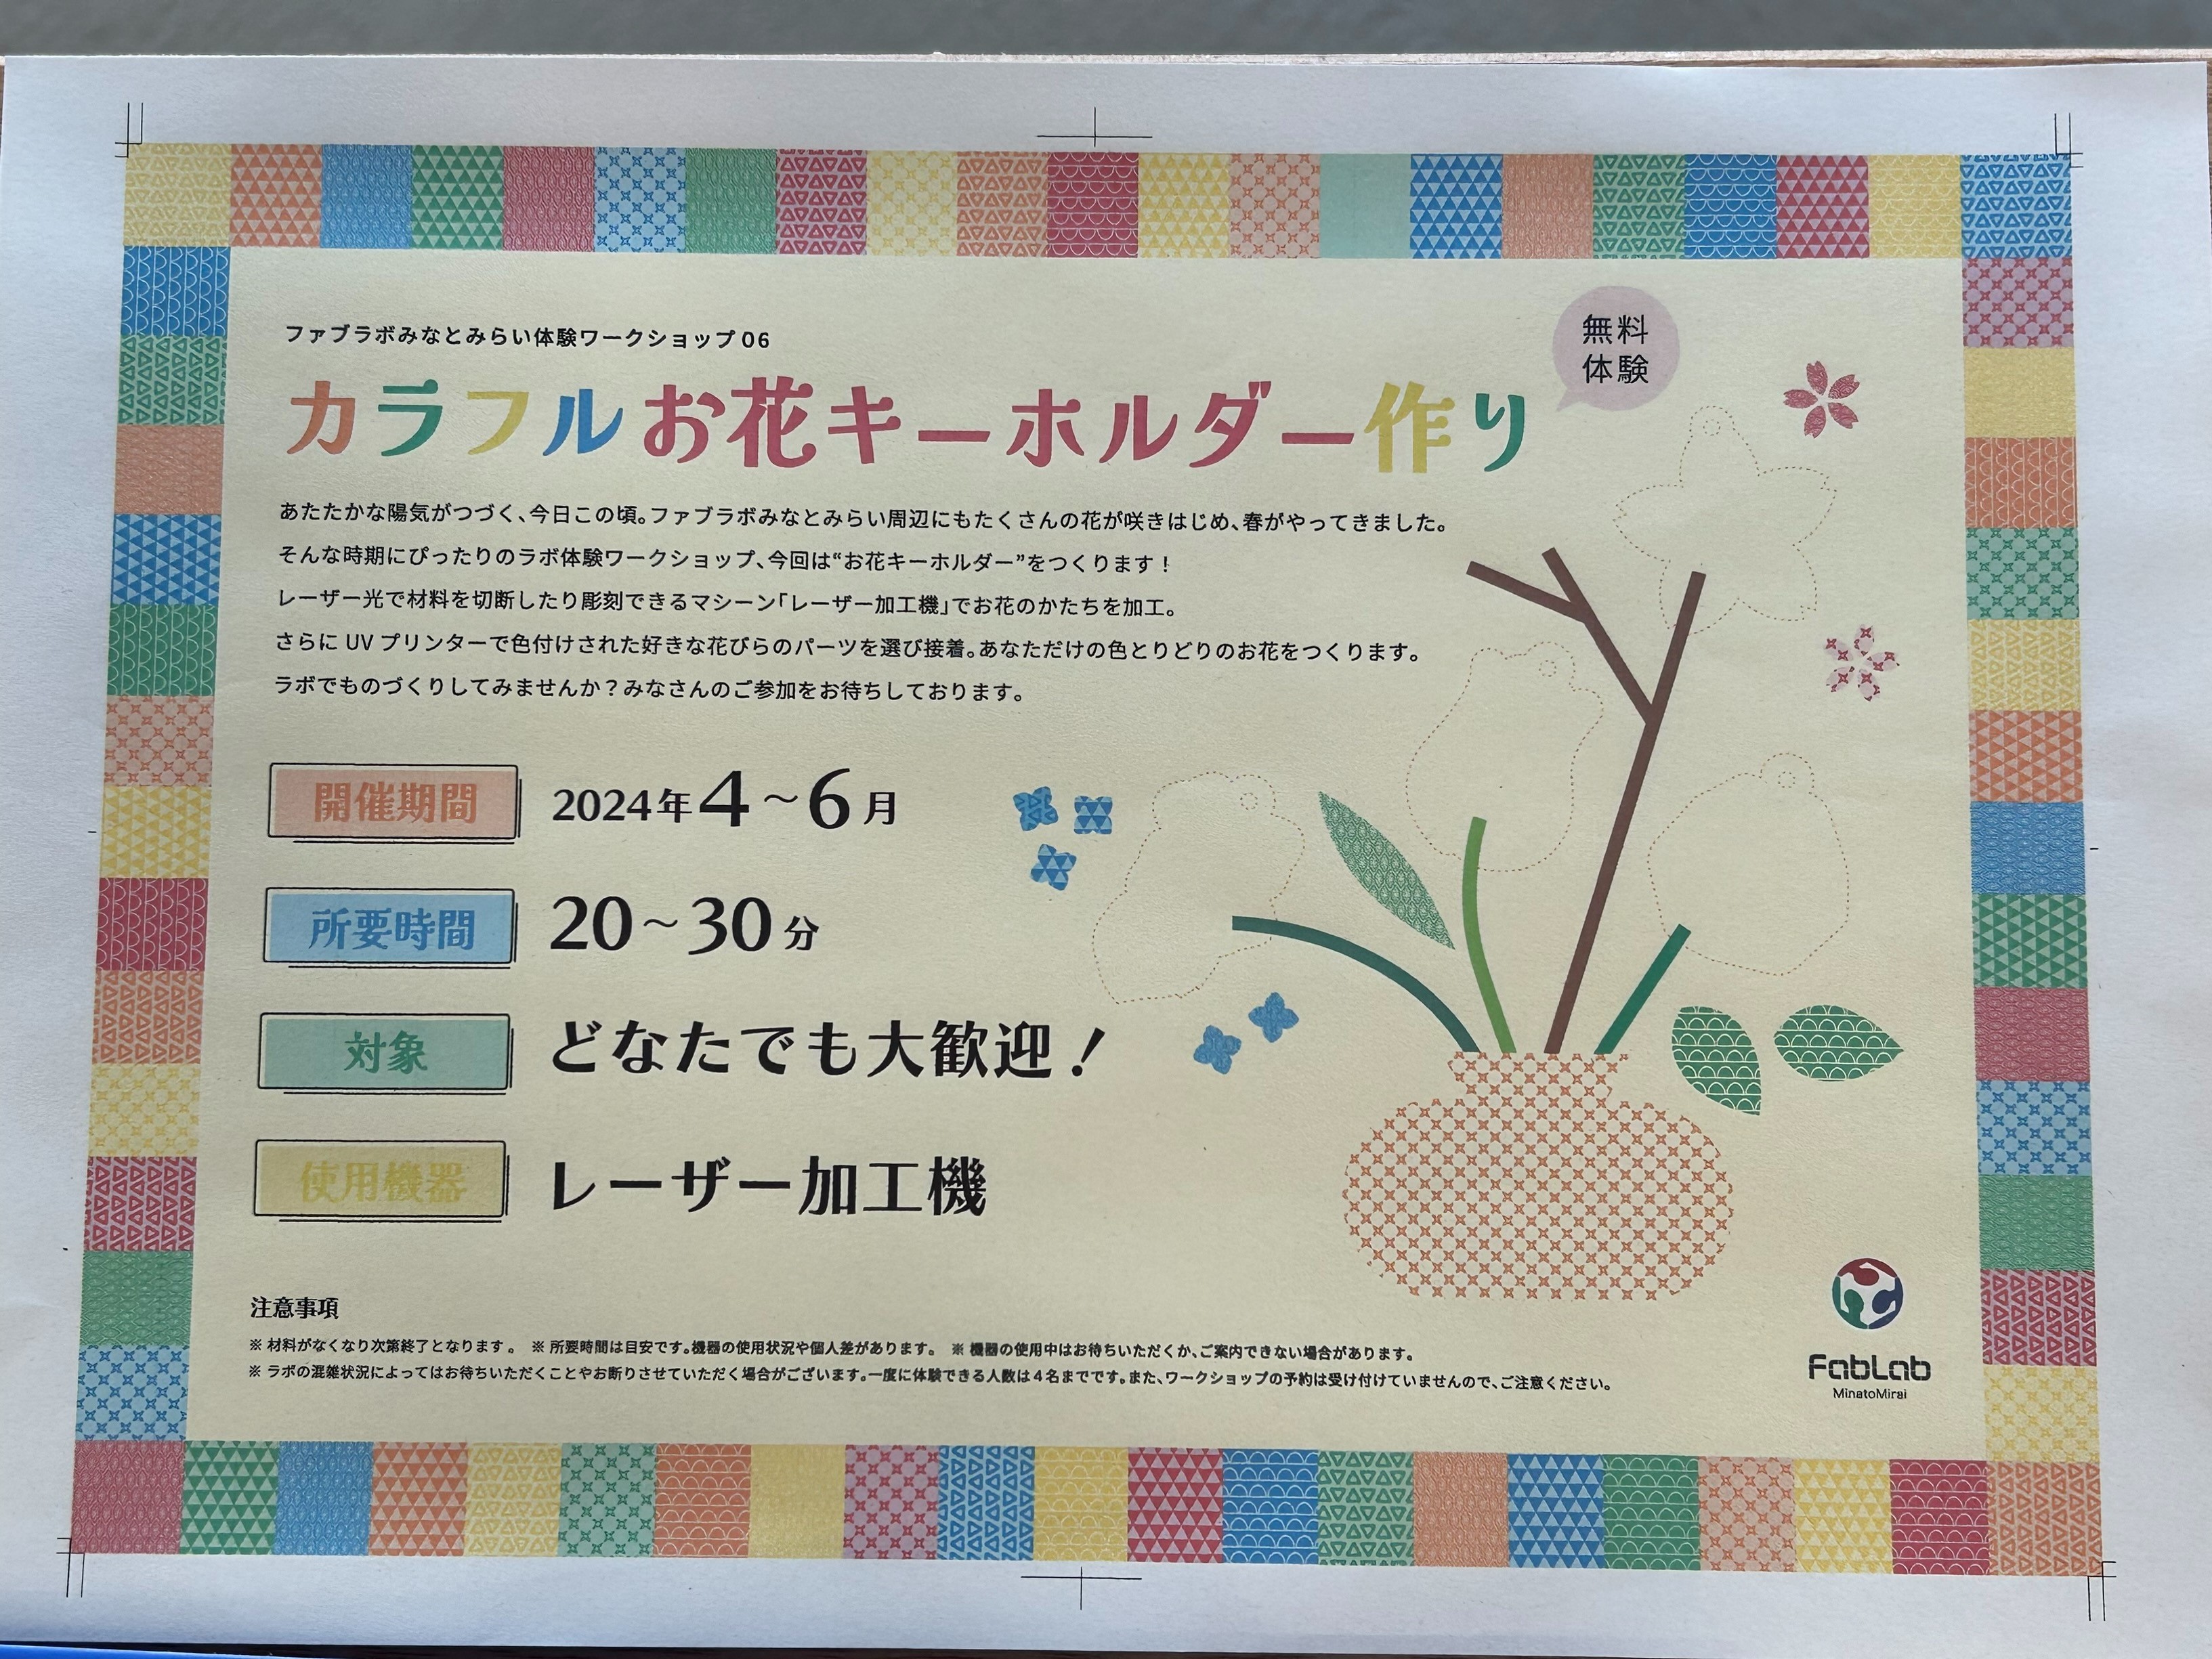 ファブラボみなとみらい体験ワークショップ 06
無料
体験
カラフルお花キーホルダー作り
あたたかな陽気がつづく、今日この頃。ファブラボみなとみらい周辺にもたくさんの花が咲きはじめ、春がやってきました。
そんな時期にぴったりのラボ体験ワークショップ、今回は“お花キーホルダー”をつくります！
レーザー光で材料を切断したり彫刻できるマシーン「レーザー加工機」でお花のかたちを加工。
さらに UV プリンターで色付けされた好きな花びらのパーツを選び接着。あなただけの色とりどりのお花をつくります。
ラボでものづくりしてみませんか？みなさんのご参加をお待ちしております。
開催期間 2024年4～6月
所要時間 20～30分
対象 どなたでも大歓迎！
使用機器 レーザー加工機
注意事項
※ 材料がなくなり次第終了となります。 ※ 所要時間は目安です。機器の使用状況や個人差があります。 ※ 機器の使用中はお待ちいただくか、ご案内できない場合があります。
※ ラボの混雑状況によってはお待ちいただくことやお断りさせていただく場合がございます。一度に体験できる人数は4名までです。また、ワークショップの予約は受け付けていませんので、ご注意ください。
FabLab
MinatoMirai